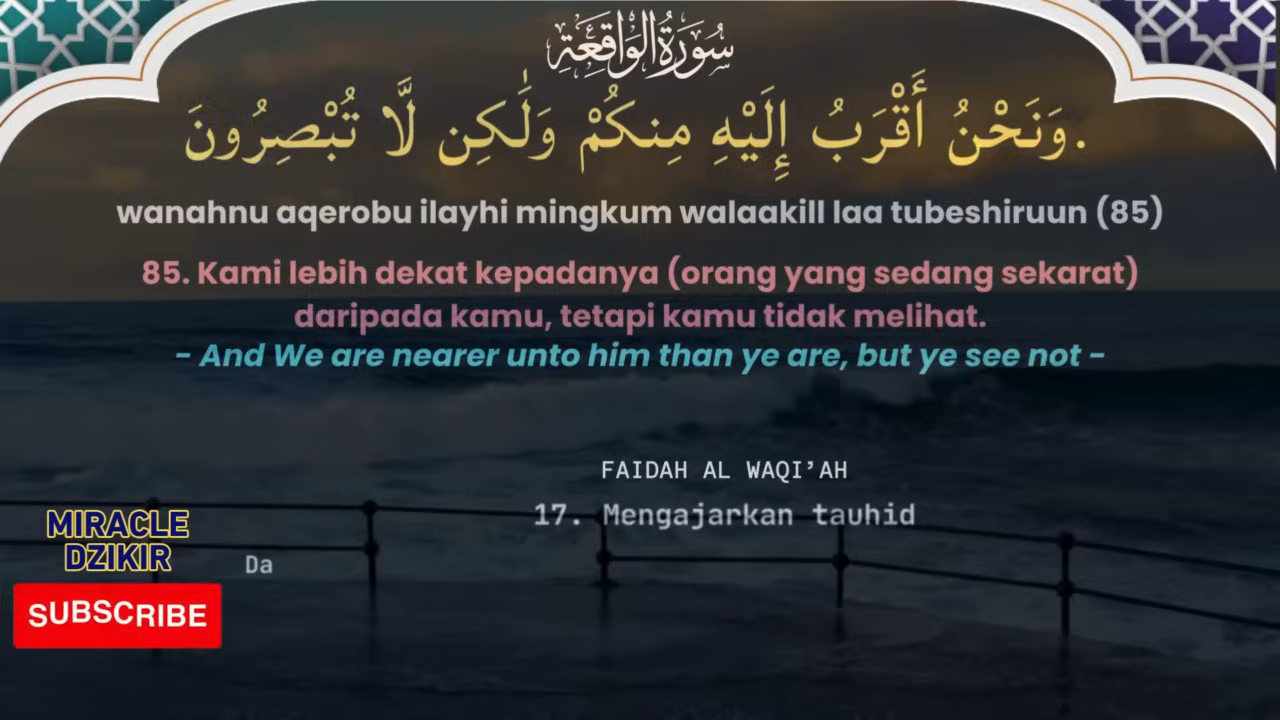 سُورَةُ الْوَاقِعَةِ
وَنَحْنُ أَقْرَبُ إِلَيْهِ مِنكُمْ وَلَٰكِن لَّا تُبْصِرُونَ.
wanahnu aqerobu ilayhi mingkum walaakill laa tubeshiruun (85)
85. Kami lebih dekat kepadanya (orang yang sedang sekarat)
daripada kamu, tetapi kamu tidak melihat.
- And We are nearer unto him than ye are, but ye see not -
FAIDAH AL WAQI’AH
17. Mengajarkan tauhid
MIRACLE
DZIKIR
Da
SUBSCRIBE